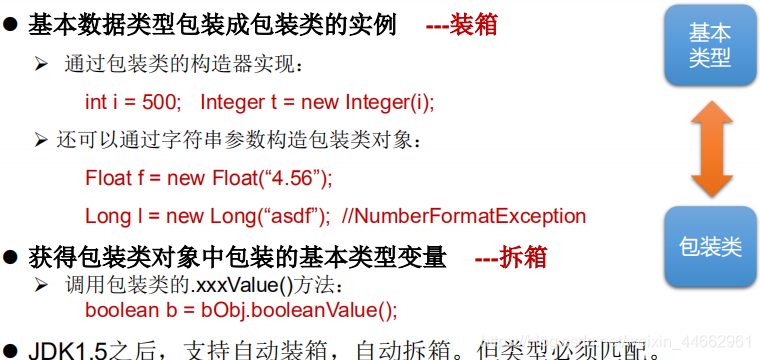 ● 基本数据类型包装成包装类的实例 ---装箱
➢ 通过包装类的构造器实现：
int i = 500; Integer t = new Integer(i);
➢ 还可以通过字符串参数构造包装类对象：
Float f = new Float(“4.56”);
Long l = new Long(“asdf”); //NumberFormatException
● 获得包装类对象中包装的基本类型变量 ---拆箱
➢ 调用包装类的.xxxValue()方法：
boolean b = bObj.booleanValue();
● JDK1.5之后，支持自动装箱，自动拆箱。但类型必须匹配。
基本
类型
包装类